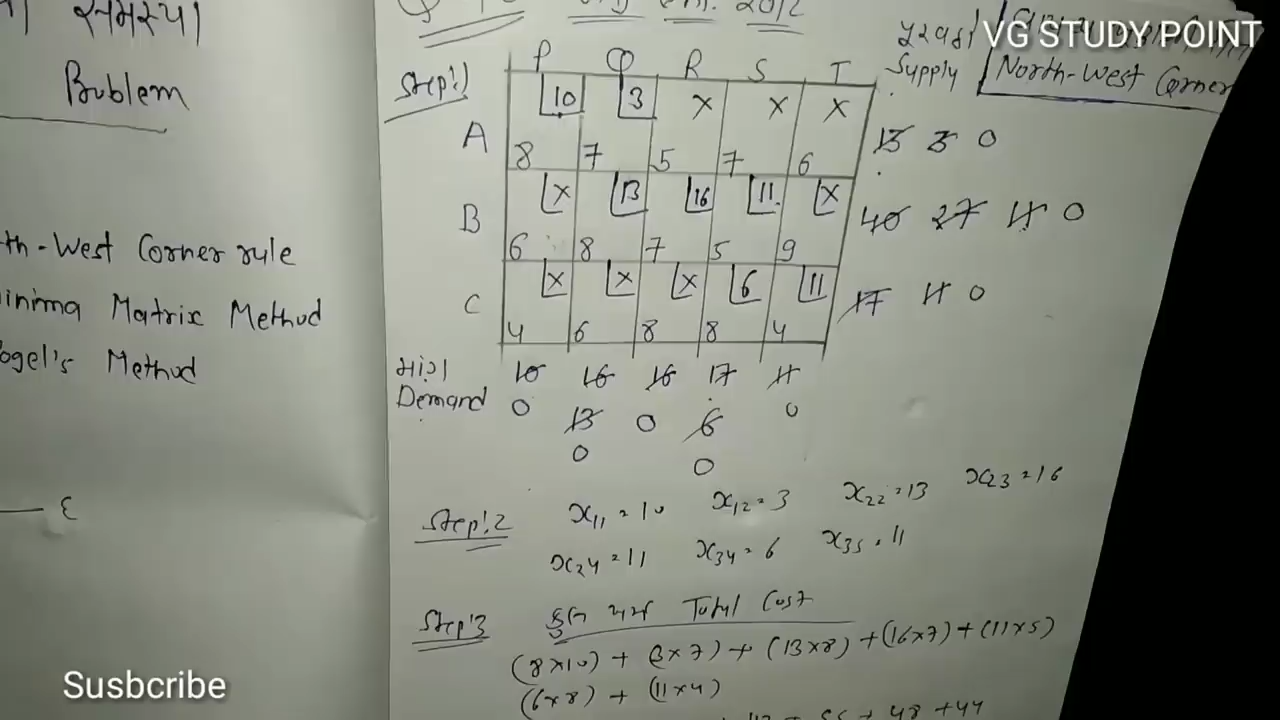 VG STUDY POINT
समस्या
Problem
North-West Corner
Step:1
P Q R S T
Supply
A
10 3 x x x
8 7 5 7 6
13 3 0
B
x 13 16 11 x
6 8 7 5 9
40 27 11 0
C
x x x 6 11
4 6 8 8 4
17 11 0
th-West Corner rule
inima Matrix Method
ogel's Method
Demand
10 16 16 17 11
0 13 0 6 0
0 0
— ε
Step:2
x₁₁ = 10 x₁₂ = 3 x₂₂ = 13 x₂₃ = 16
x₂₄ = 11 x₃₄ = 6 x₃₅ = 11
Step:3
Total Cost
(8×10) + (3×7) + (13×8) + (16×7) + (11×5)
(6×8) + (11×4)
+ 48 + 44
Susbcribe